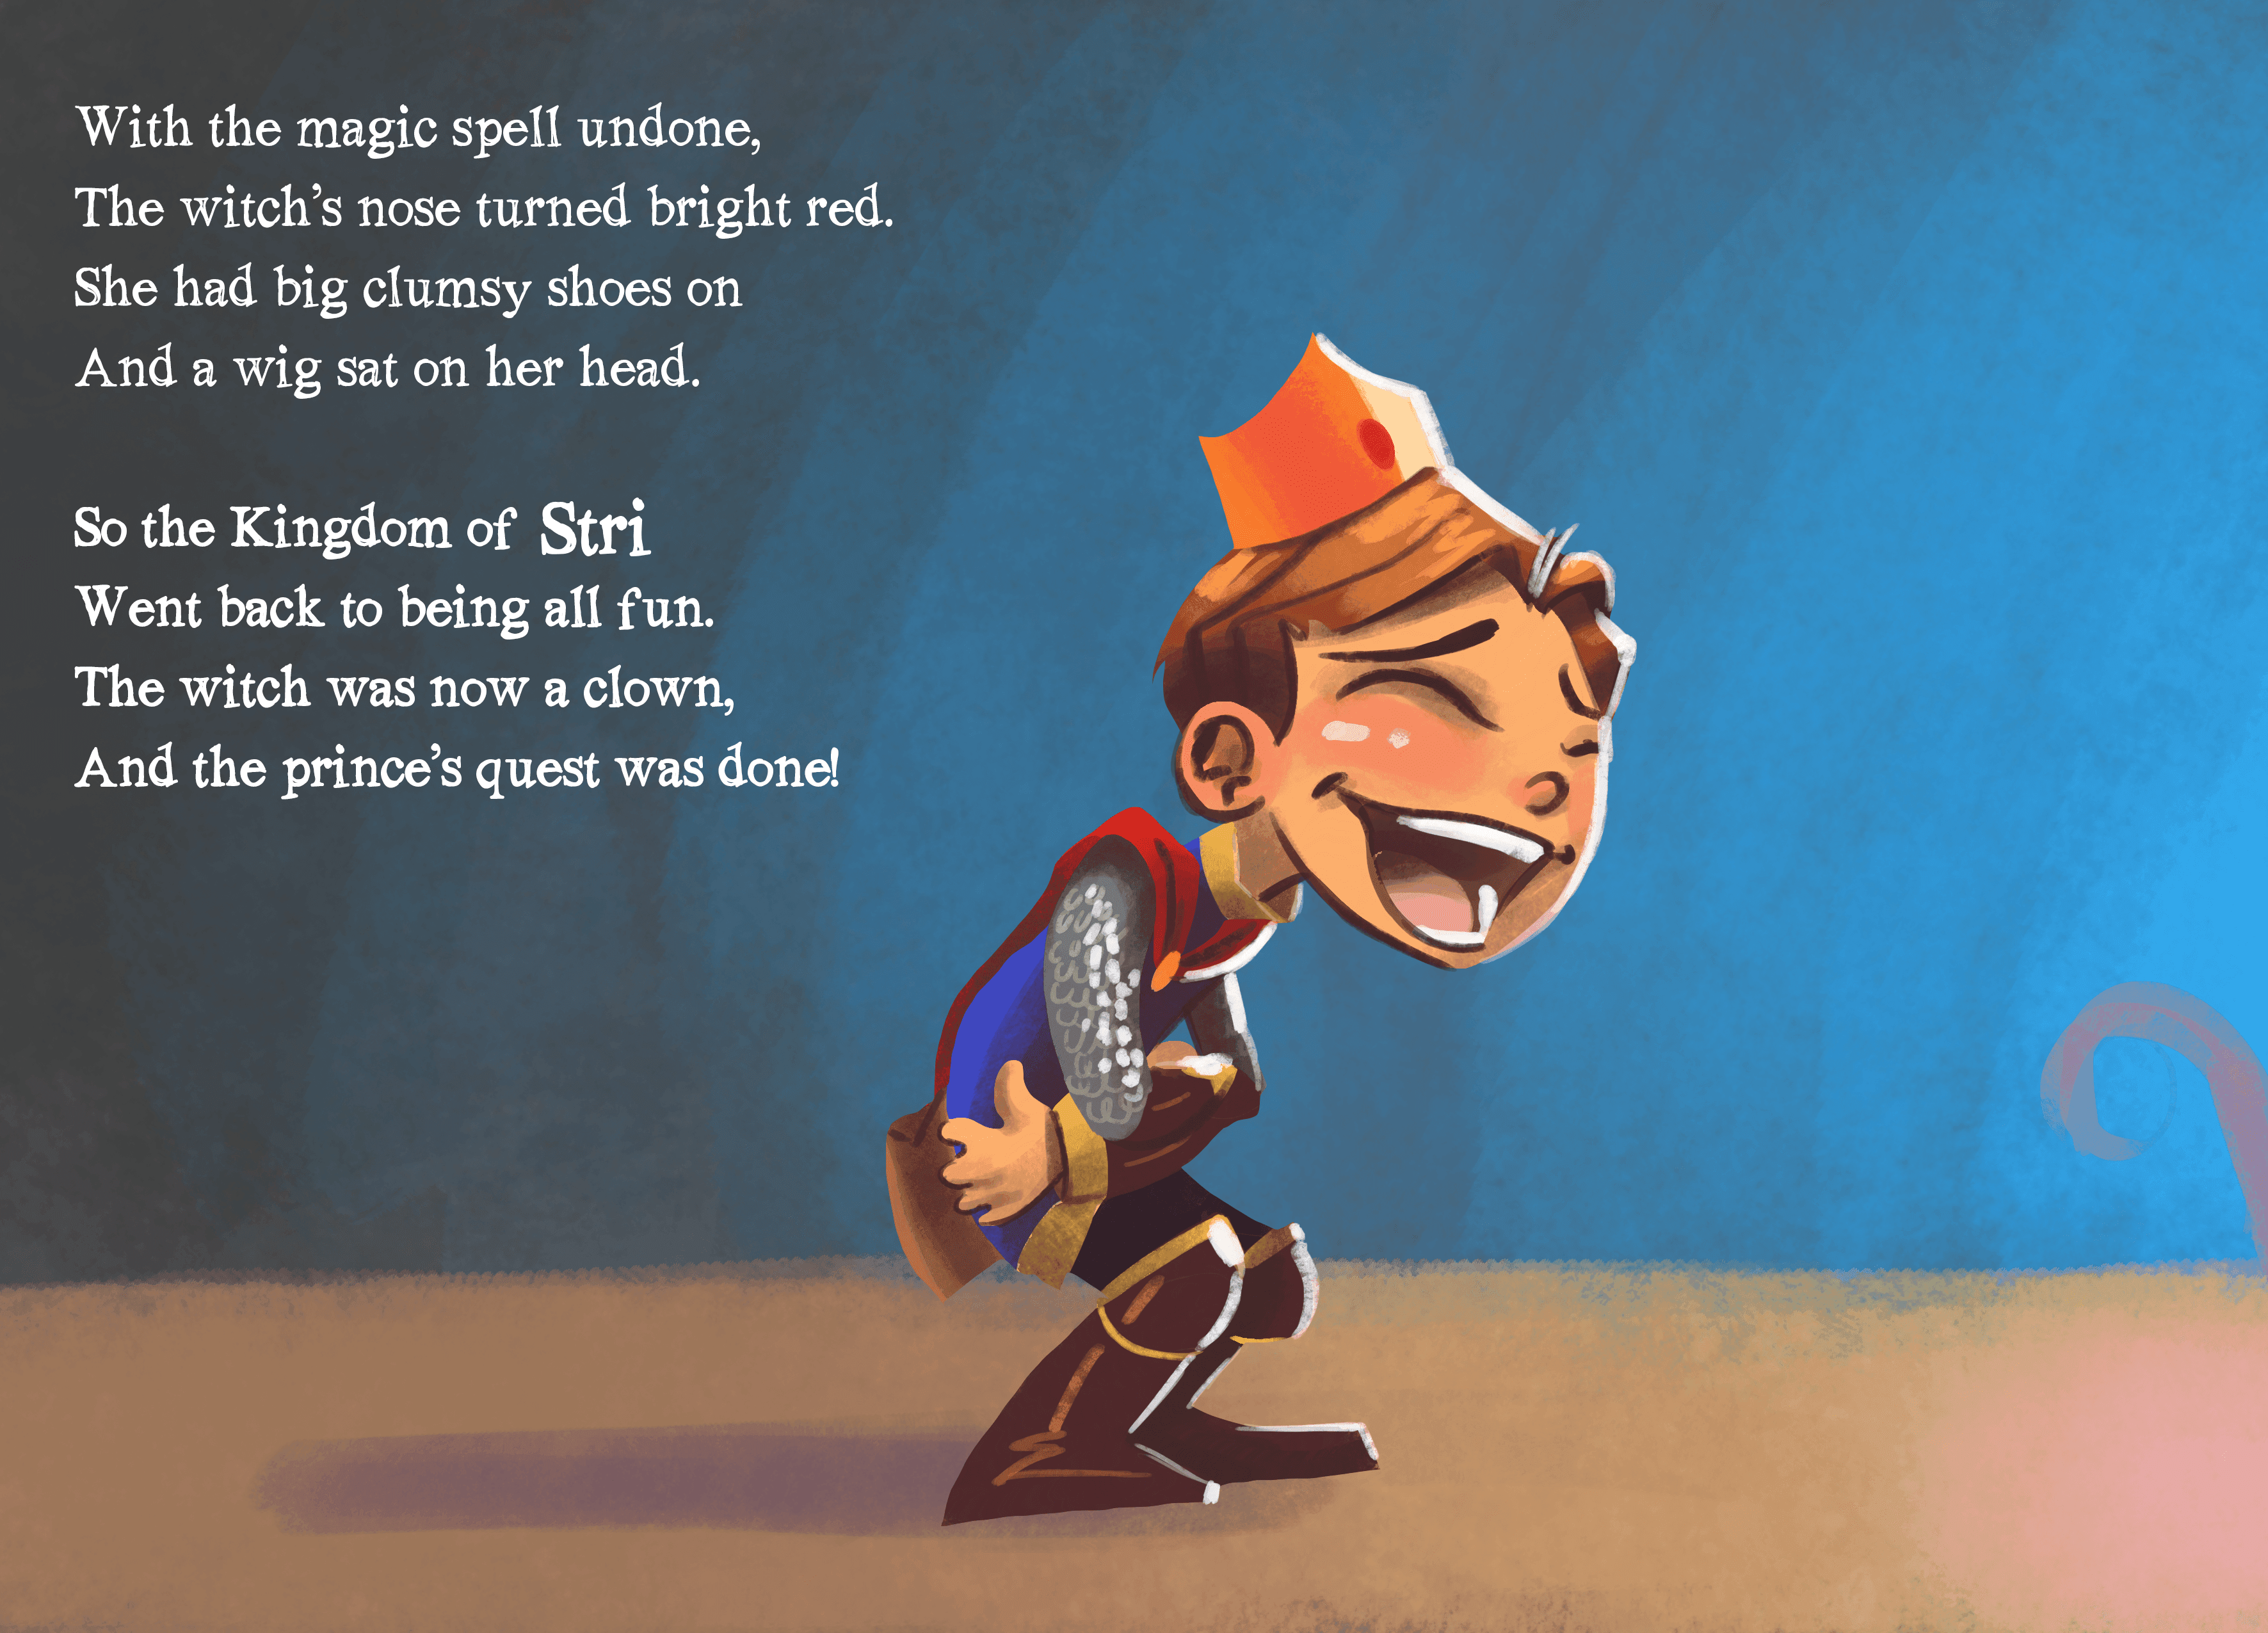 With the magic spell undone,
The witch’s nose turned bright red.
She had big clumsy shoes on
And a wig sat on her head.
So the Kingdom of Stri
Went back to being all fun.
The witch was now a clown,
And the prince’s quest was done!